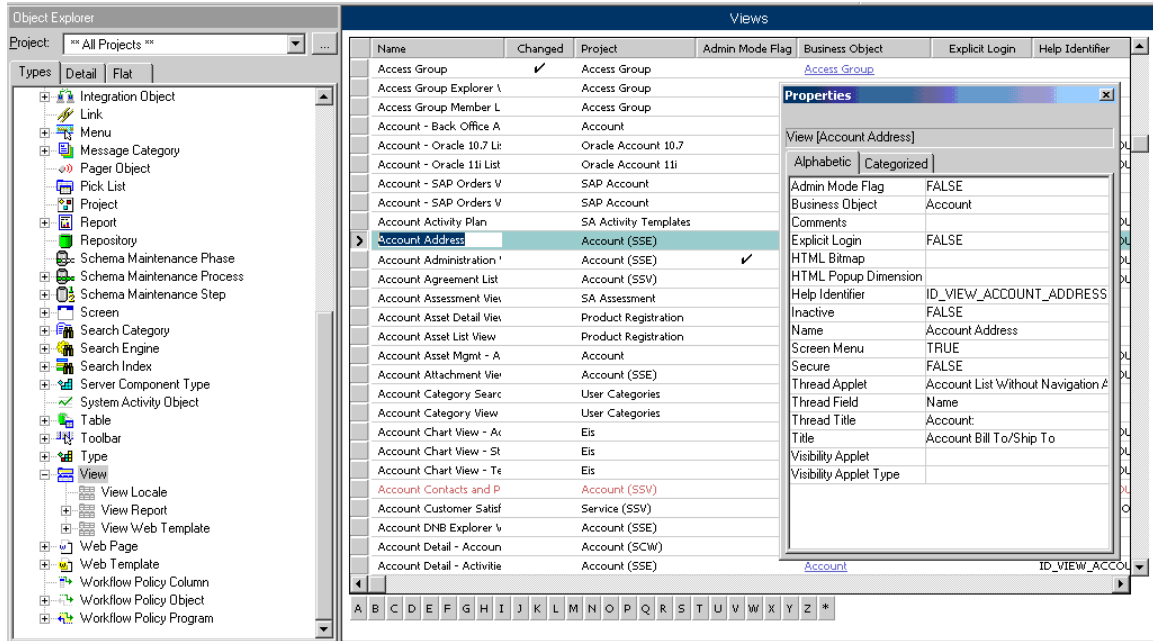 Object Explorer
Project: ** All Projects ** ...
Types Detail Flat
Integration Object
Link
Menu
Message Category
Pager Object
Pick List
Project
Report
Repository
Schema Maintenance Phase
Schema Maintenance Process
Schema Maintenance Step
Screen
Search Category
Search Engine
Search Index
Server Component Type
System Activity Object
Table
Toolbar
Type
View
View Locale
View Report
View Web Template
Web Page
Web Template
Workflow Policy Column
Workflow Policy Object
Workflow Policy Program
Views
Name Changed Project Admin Mode Flag Business Object Explicit Login Help Identifier
Access Group Access Group Access Group
Access Group Explorer Access Group
Access Group Member L Access Group
Account - Back Office A Account
Account - Oracle 10.7 Li Oracle Account 10.7
Account - Oracle 11i List Oracle Account 11i
Account - SAP Orders V SAP Account
Account - SAP Orders V SAP Account
Account Activity Plan SA Activity Templates
Account Address Account (SSE)
Account Administration Account (SSE)
Account Agreement List Account (SSV)
Account Assessment Vie SA Assessment
Account Asset Detail Vie Product Registration
Account Asset List View Product Registration
Account Asset Mgmt - A Account
Account Attachment Vie Account (SSE)
Account Category Searc User Categories
Account Category View User Categories
Account Chart View - Ac Eis
Account Chart View - St Eis
Account Chart View - Te Eis
Account Contacts and P Account (SSV)
Account Customer Satisf Service (SSV)
Account DNB Explorer Account (SSE)
Account Detail - Accoun Account (SCW)
Account Detail - Activitie Account (SSE) Account ID_VIEW_ACCOU
A B C D E F G H I J K L M N O P Q R S T U V W X Y Z *
Properties
View [Account Address]
Alphabetic Categorized
Admin Mode Flag FALSE
Business Object Account
Comments
Explicit Login FALSE
HTML Bitmap
HTML Popup Dimension
Help Identifier ID_VIEW_ACCOUNT_ADDRESS
Inactive FALSE
Name Account Address
Screen Menu TRUE
Secure FALSE
Thread Applet Account List Without Navigation A
Thread Field Name
Thread Title Account:
Title Account Bill To/Ship To
Visibility Applet
Visibility Applet Type